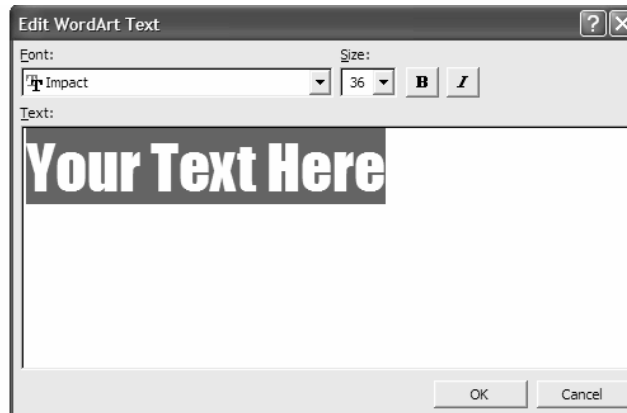 Edit WordArt Text
Font: Size:
Impact 36 B I
Text:
Your Text Here
OK Cancel